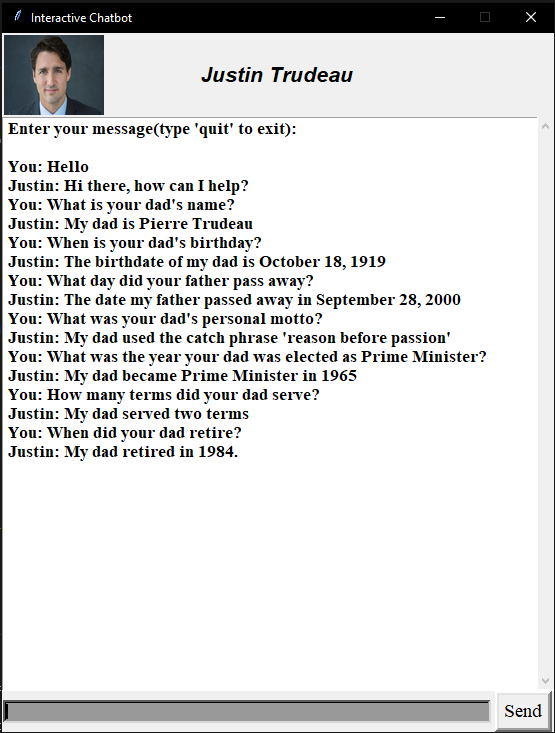 Interactive Chatbot
Justin Trudeau
Enter your message(type 'quit' to exit):
You: Hello
Justin: Hi there, how can I help?
You: What is your dad's name?
Justin: My dad is Pierre Trudeau
You: When is your dad's birthday?
Justin: The birthdate of my dad is October 18, 1919
You: What day did your father pass away?
Justin: The date my father passed away in September 28, 2000
You: What was your dad's personal motto?
Justin: My dad used the catch phrase 'reason before passion'
You: What was the year your dad was elected as Prime Minister?
Justin: My dad became Prime Minister in 1965
You: How many terms did your dad serve?
Justin: My dad served two terms
You: When did your dad retire?
Justin: My dad retired in 1984.
Send